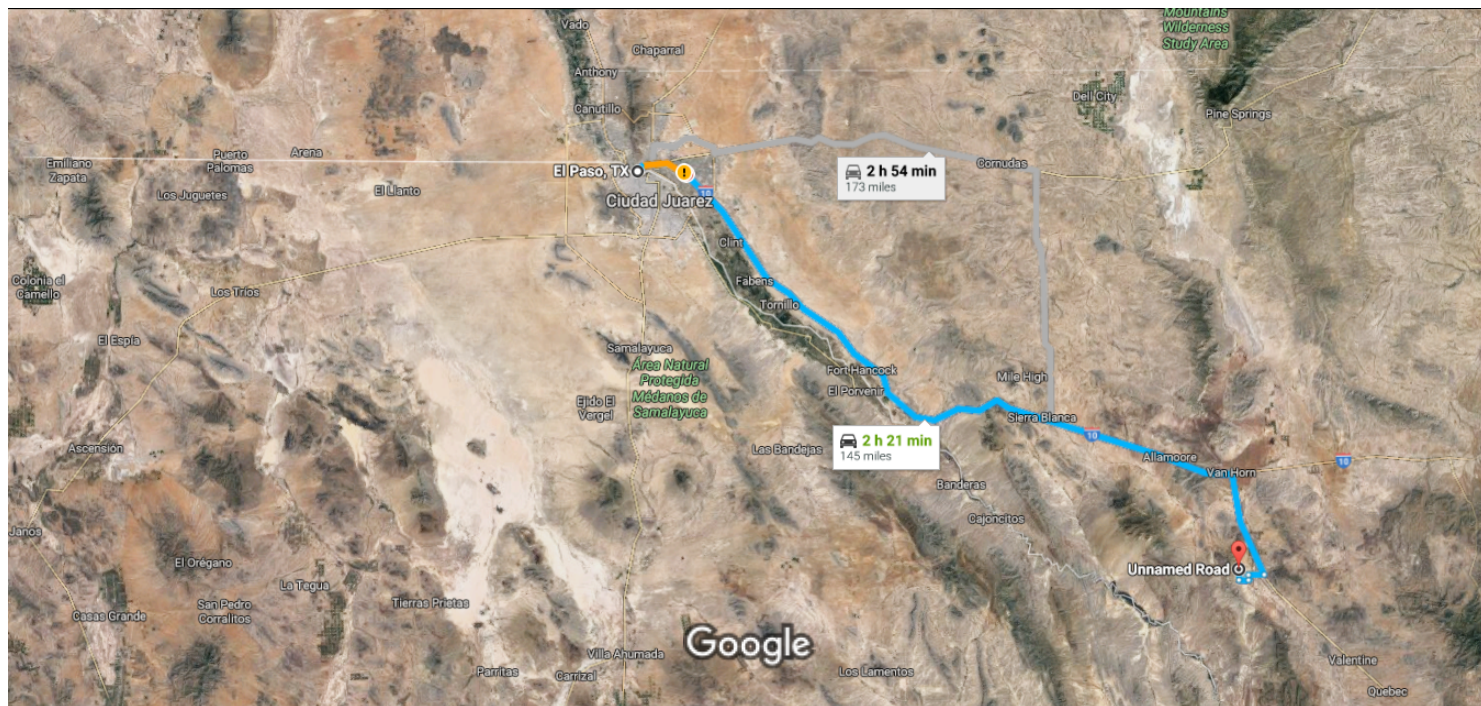 Mountains
Wilderness
Study Area
Vado
Chaparral
Anthony
Canutillo
Dell City
Pine Springs
Emiliano
Zapata
Puerto
Palomas
Arena
El Paso, TX
Cornudas
2 h 54 min
173 miles
Los Juguetes
El Llanto
Ciudad Juarez
10
Clint
Colonia el
Camello
Los Tríos
Fabens
Tornillo
El Espía
Samalayuca
Área Natural
Protegida
Médanos de
Samalayuca
Fort Hancock
El Porvenir
Mile High
Ejido El
Vergel
Sierra Blanca
2 h 21 min
145 miles
10
Ascensión
Las Bandejas
Allamoore
Van Horn
10
Banderas
Cajoncitos
Janos
El Orégano
Unnamed Road
La Tegua
Casas Grande
San Pedro
Corralitos
Tierras Prietas
Google
Villa Ahumada
Parritas
Carrizal
Los Lamentos
Valentine
Quebec